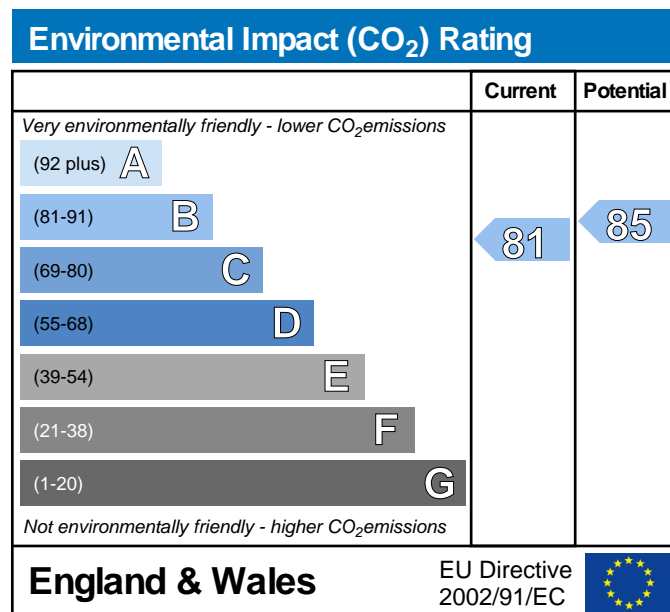 Environmental Impact (CO₂) Rating
Current Potential
Very environmentally friendly - lower CO₂emissions
(92 plus) A
(81-91) B
(69-80) C
(55-68) D
(39-54) E
(21-38) F
(1-20) G
81
85
Not environmentally friendly - higher CO₂emissions
England & Wales
EU Directive
2002/91/EC